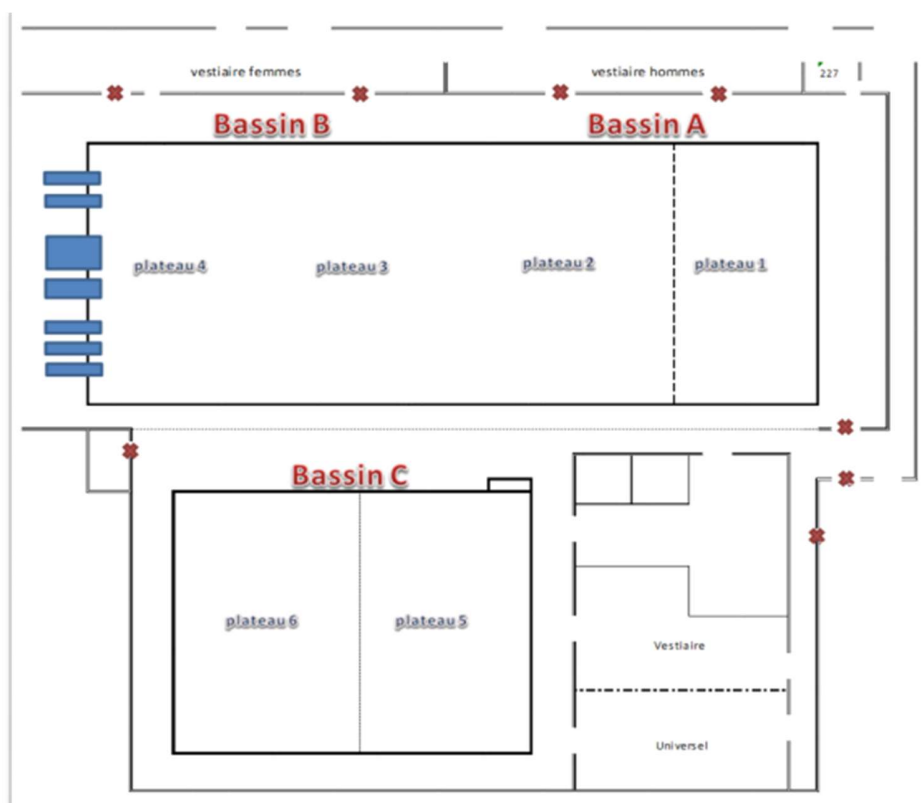 vestiaire femmes
vestiaire hommes
227
Bassin B
Bassin A
plateau 4
plateau 3
plateau 2
plateau 1
Bassin C
plateau 6
plateau 5
Vestiaire
Universel